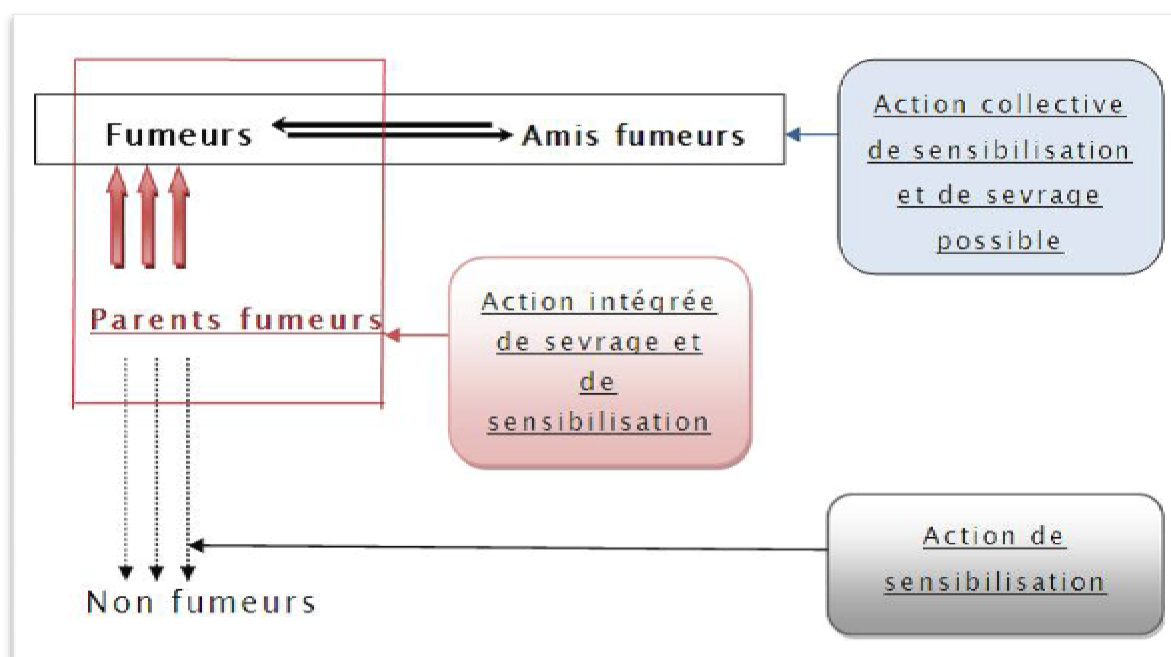 Fumeurs
Amis fumeurs
Action collective
de sensibilisation
et de sevrage
possible
Parents fumeurs
Action intégrée
de sevrage et
de
sensibilisation
Action de
sensibilisation
Non fumeurs